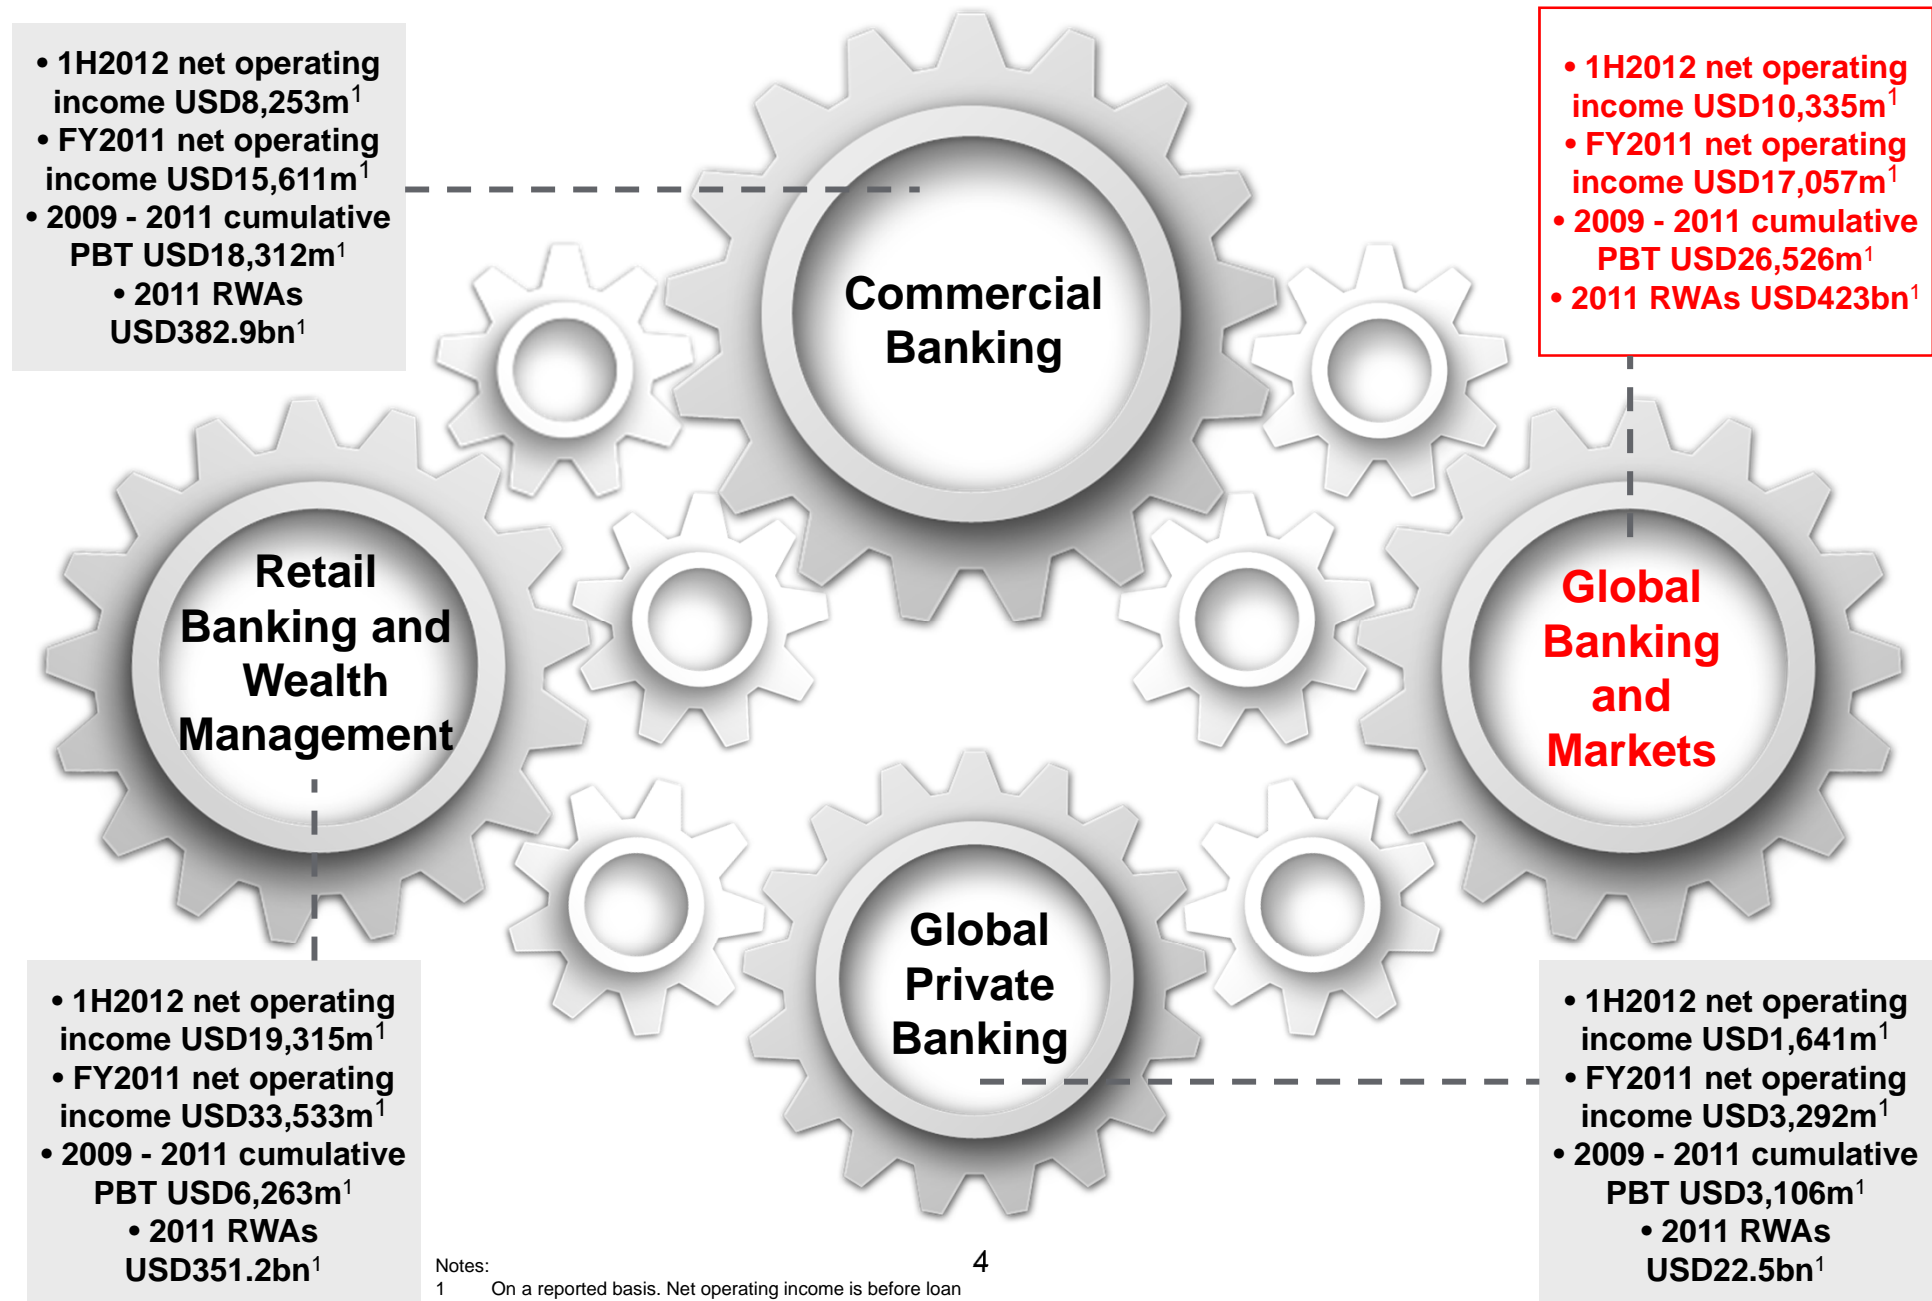 • 1H2012 net operating
income USD8,253m1
• FY2011 net operating
income USD15,611m1
• 2009 - 2011 cumulative
PBT USD18,312m1
• 2011 RWAs
USD382.9bn1
• 1H2012 net operating
income USD10,335m1
• FY2011 net operating
income USD17,057m1
• 2009 - 2011 cumulative
PBT USD26,526m1
• 2011 RWAs USD423bn1
Commercial
Banking
Retail
Banking and
Wealth
Management
Global
Banking
and
Markets
Global
Private
Banking
• 1H2012 net operating
income USD19,315m1
• FY2011 net operating
income USD33,533m1
• 2009 - 2011 cumulative
PBT USD6,263m1
• 2011 RWAs
USD351.2bn1
• 1H2012 net operating
income USD1,641m1
• FY2011 net operating
income USD3,292m1
• 2009 - 2011 cumulative
PBT USD3,106m1
• 2011 RWAs
USD22.5bn1
4
Notes:
1 On a reported basis. Net operating income is before loan